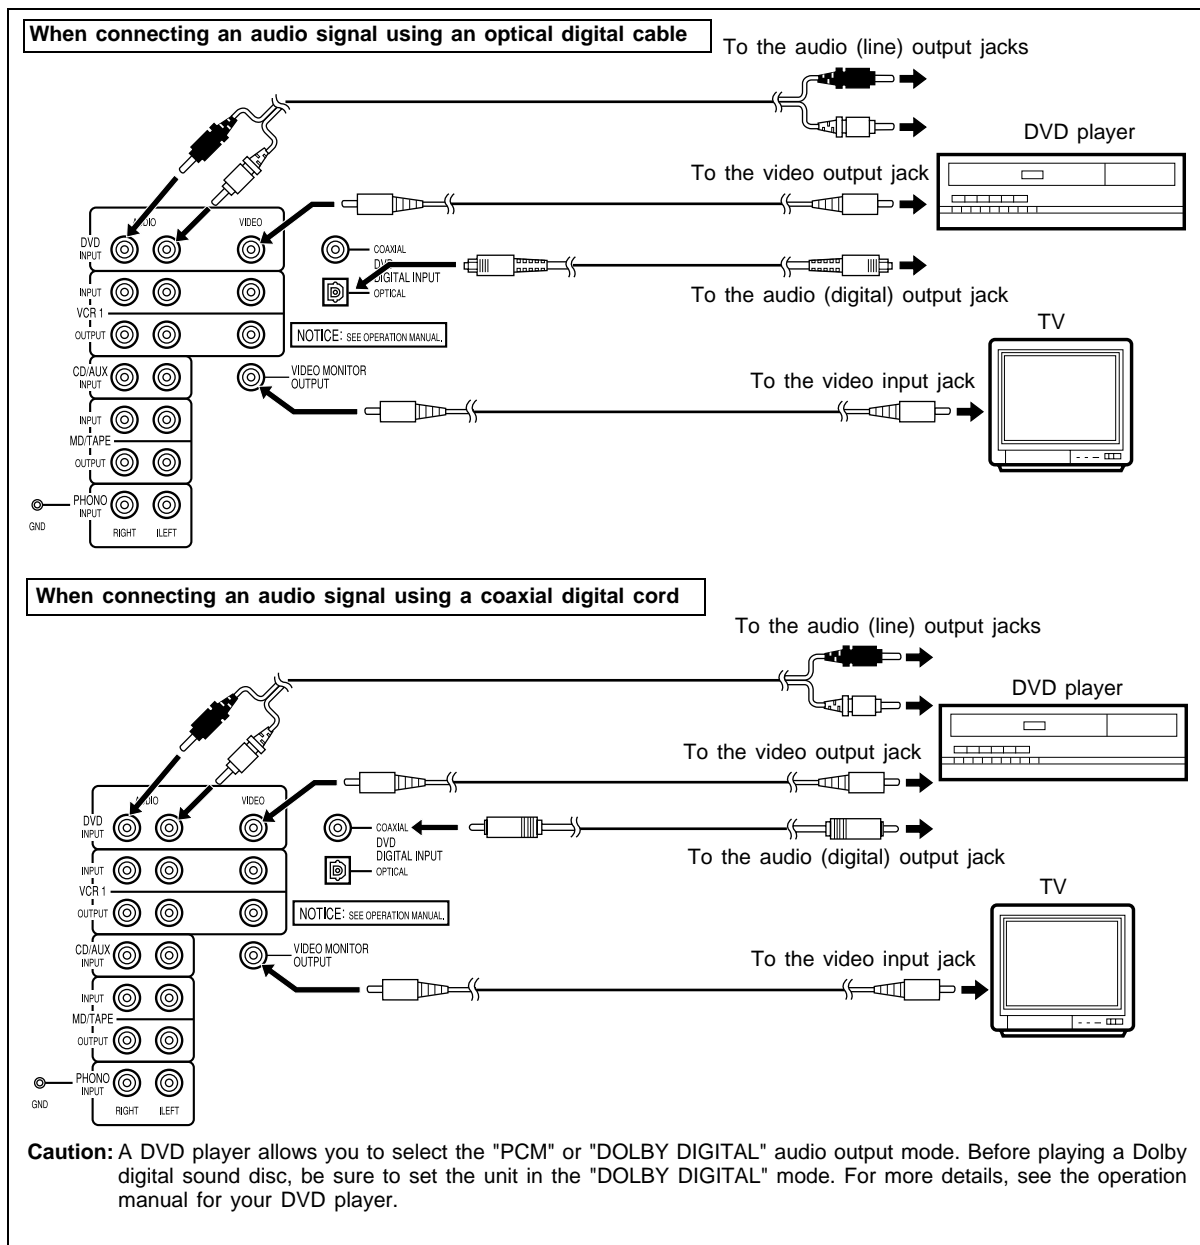 When connecting an audio signal using an optical digital cable
To the audio (line) output jacks
DVD player
To the video output jack
AUDIO
VIDEO
DVD
INPUT
COAXIAL
DVD
DIGITAL INPUT
OPTICAL
To the audio (digital) output jack
INPUT
VCR 1
OUTPUT
NOTICE: SEE OPERATION MANUAL.
TV
CD/AUX
INPUT
VIDEO MONITOR
OUTPUT
To the video input jack
INPUT
MD/TAPE
OUTPUT
PHONO
INPUT
GND
RIGHT
LEFT
When connecting an audio signal using a coaxial digital cord
To the audio (line) output jacks
DVD player
To the video output jack
AUDIO
VIDEO
DVD
INPUT
COAXIAL
DVD
DIGITAL INPUT
OPTICAL
To the audio (digital) output jack
INPUT
VCR 1
OUTPUT
NOTICE: SEE OPERATION MANUAL.
TV
CD/AUX
INPUT
VIDEO MONITOR
OUTPUT
To the video input jack
INPUT
MD/TAPE
OUTPUT
PHONO
INPUT
GND
RIGHT
LEFT
Caution: A DVD player allows you to select the "PCM" or "DOLBY DIGITAL" audio output mode. Before playing a Dolby
digital sound disc, be sure to set the unit in the "DOLBY DIGITAL" mode. For more details, see the operation
manual for your DVD player.